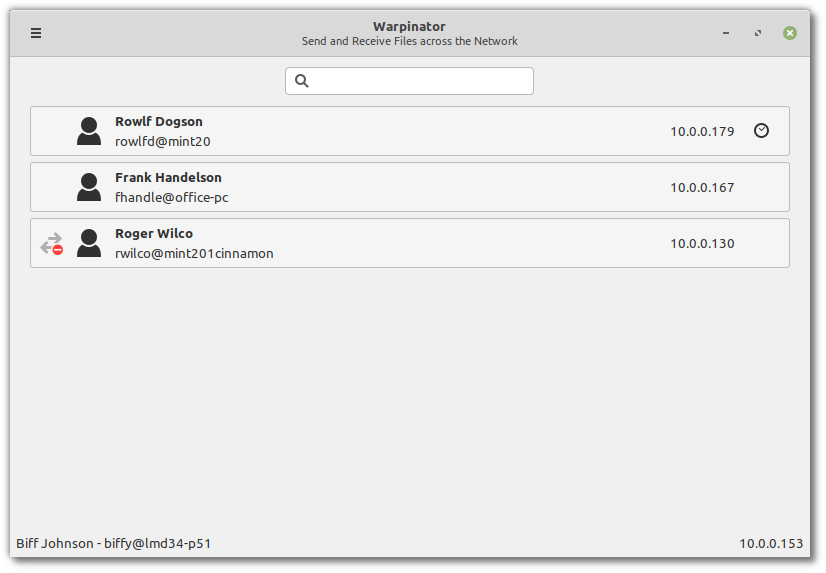 Warpinator
Send and Receive Files across the Network
Rowlf Dogson
rowlfd@mint20
10.0.0.179
Frank Handelson
fhandle@office-pc
10.0.0.167
Roger Wilco
rwilco@mint201cinnamon
10.0.0.130
Biff Johnson - biffy@lmd34-p51
10.0.0.153